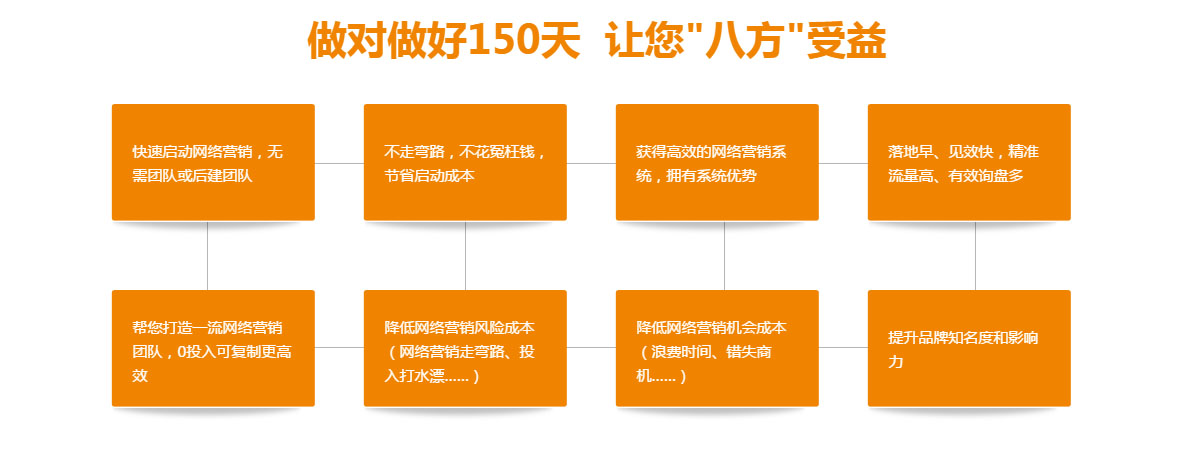 做对做好150天 让您"八方"受益
快速启动网络营销，无
需团队或后建团队
不走弯路，不花冤枉钱，
节省启动成本
获得高效的网络营销系
统，拥有系统优势
落地早、见效快，精准
流量高、有效询盘多
帮您打造一流网络营销
团队，0投入可复制更高
效
降低网络营销风险成本
（网络营销走弯路、投
入打水漂......）
降低网络营销机会成本
（浪费时间、错失商
机......）
提升品牌知名度和影响
力